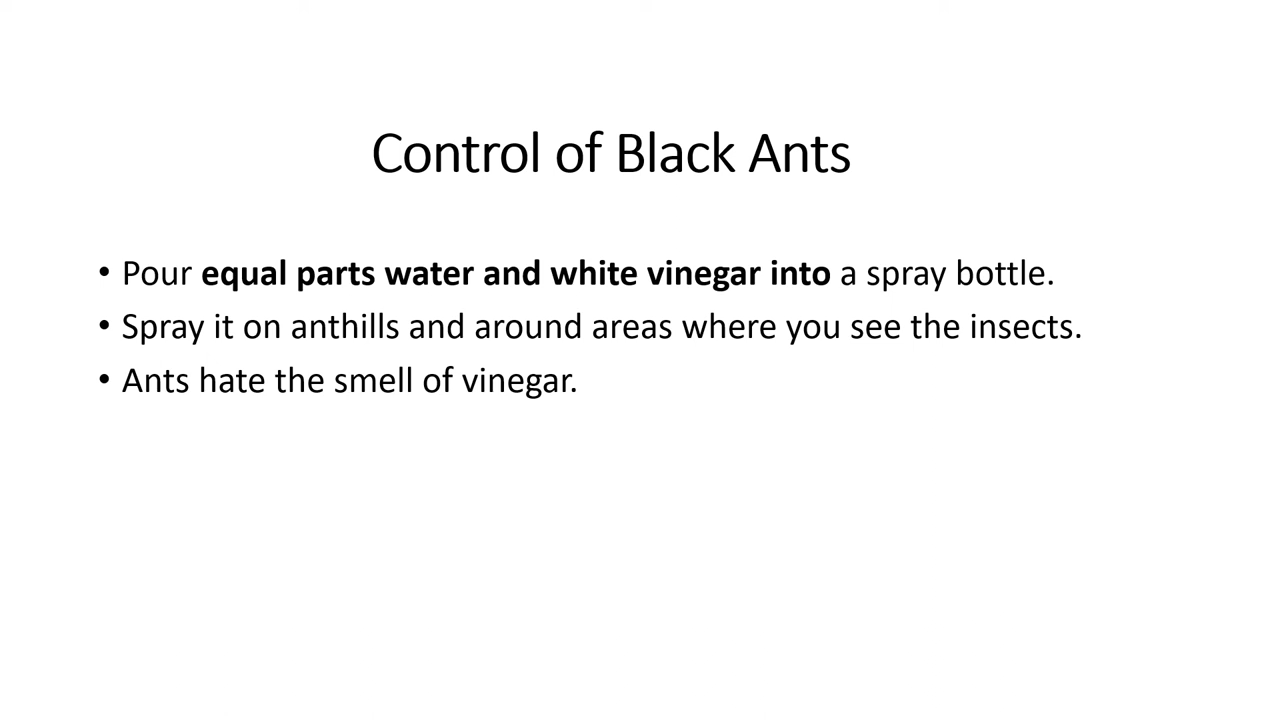 Control of Black Ants
• Pour equal parts water and white vinegar into a spray bottle.
• Spray it on anthills and around areas where you see the insects.
• Ants hate the smell of vinegar.